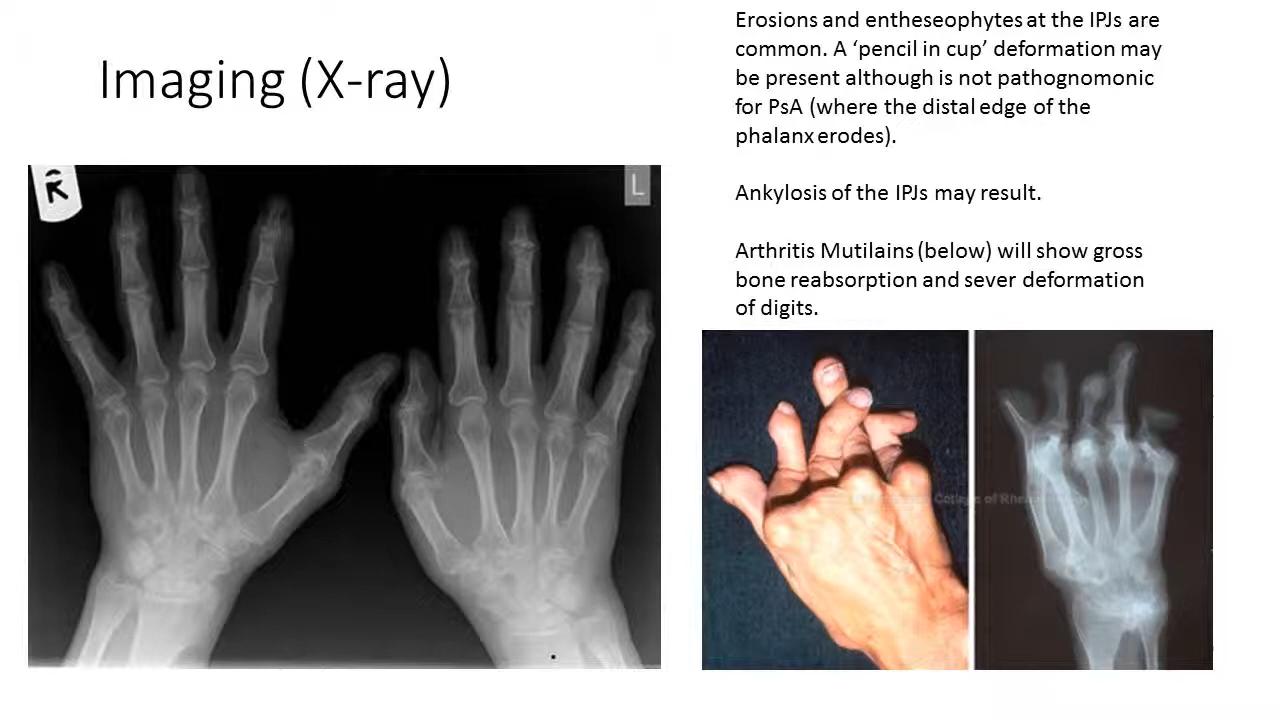 Imaging (X-ray)
Erosions and entheseophytes at the IPJs are
common. A ‘pencil in cup’ deformation may
be present although is not pathognomonic
for PsA (where the distal edge of the
phalanx erodes).
Ankylosis of the IPJs may result.
Arthritis Mutilains (below) will show gross
bone reabsorption and sever deformation
of digits.
R
L
College of